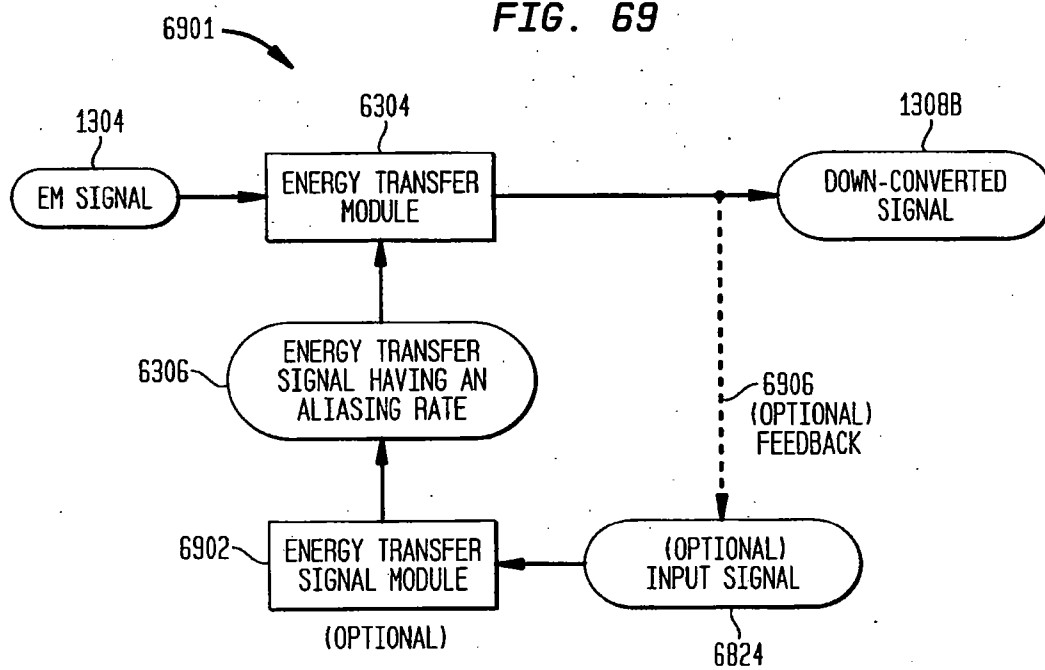 FIG. 69
6901
1304
6304
1308B
EM SIGNAL
ENERGY TRANSFER
MODULE
DOWN-CONVERTED
SIGNAL
6306
ENERGY TRANSFER
SIGNAL HAVING AN
ALIASING RATE
6906
(OPTIONAL)
FEEDBACK
6902
ENERGY TRANSFER
SIGNAL MODULE
(OPTIONAL)
(OPTIONAL)
INPUT SIGNAL
6824